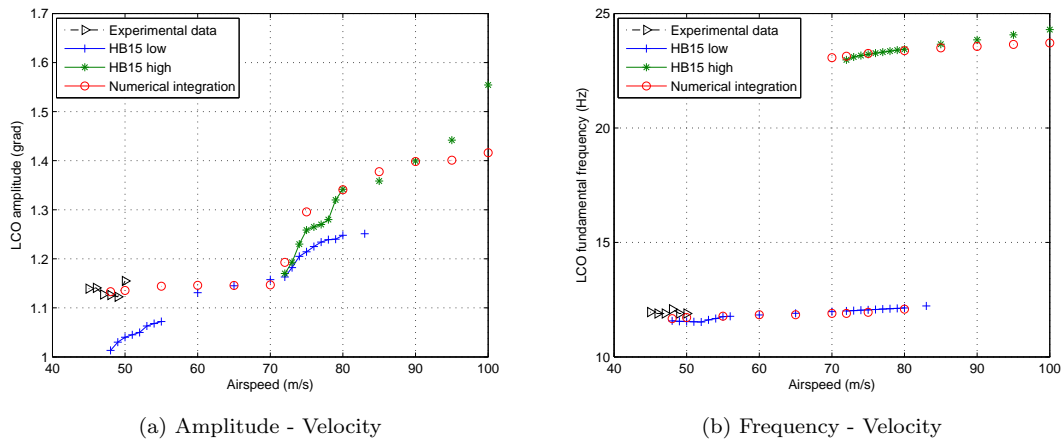 1.7
1.6
1.5
1.4
1.3
1.2
1.1
1
40
50
60
70
80
90
100
LCO amplitude (grad)
Airspeed (m/s)
Experimental data
HB15 low
HB15 high
Numerical integration
(a) Amplitude - Velocity
25
20
15
10
40
50
60
70
80
90
100
LCO fundamental frequency (Hz)
Airspeed (m/s)
Experimental data
HB15 low
HB15 high
Numerical integration
(b) Frequency - Velocity